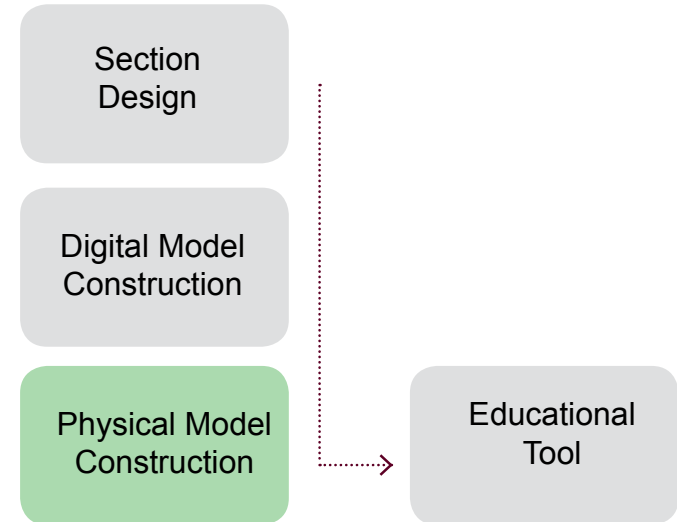 Section
Design
Digital Model
Construction
Physical Model
Construction
Educational
Tool